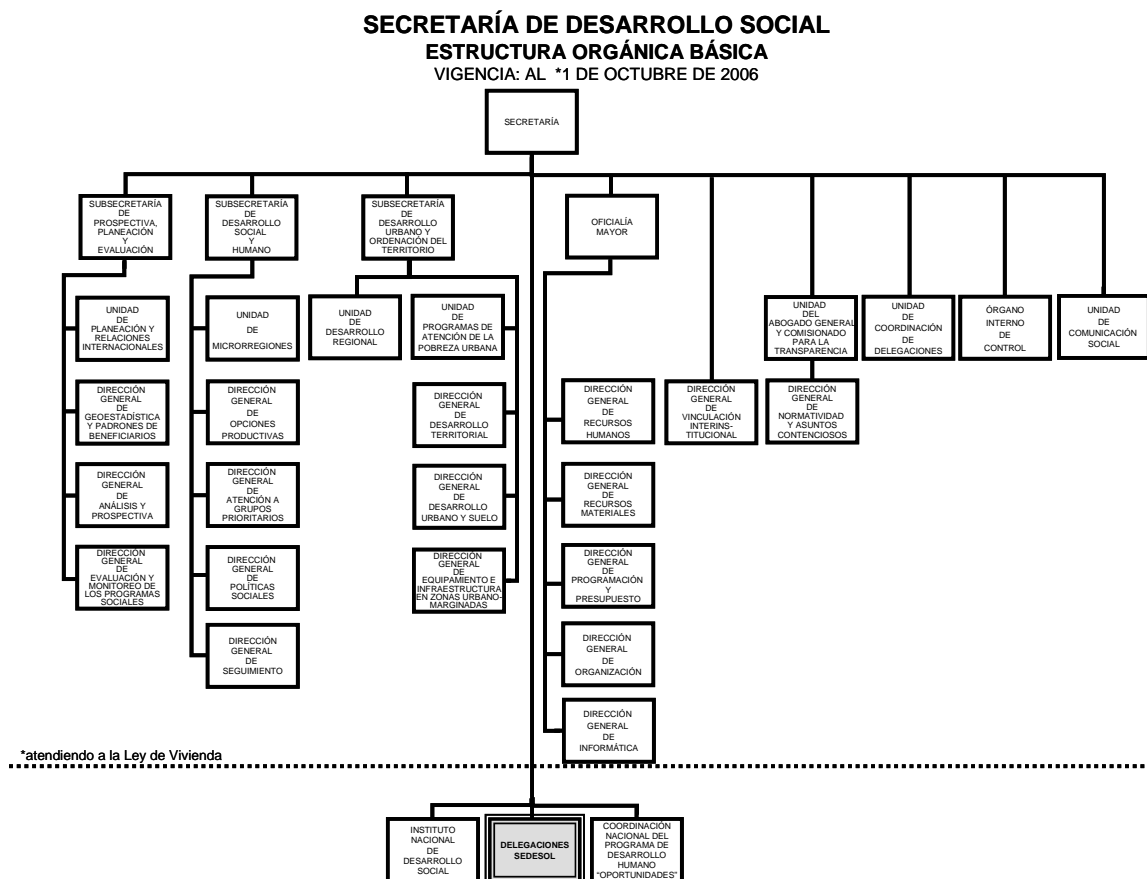 SECRETARÍA DE DESARROLLO SOCIAL
ESTRUCTURA ORGÁNICA BÁSICA
VIGENCIA: AL *1 DE OCTUBRE DE 2006
SECRETARÍA
SUBSECRETARÍA
DE
PROSPECTIVA,
PLANEACIÓN
Y
EVALUACIÓN
SUBSECRETARÍA
DE
DESARROLLO
SOCIAL
Y
HUMANO
SUBSECRETARÍA
DE
DESARROLLO
URBANO Y
ORDENACIÓN DEL
TERRITORIO
OFICIALÍA
MAYOR
UNIDAD
DE
PLANEACIÓN Y
RELACIONES
INTERNACIONALES
UNIDAD
DE
MICRORREGIONES
UNIDAD
DE
DESARROLLO
REGIONAL
UNIDAD
DE
PROGRAMAS DE
ATENCIÓN DE LA
POBREZA URBANA
UNIDAD
DEL
ABOGADO GENERAL
Y COMISIONADO
PARA LA
TRANSPARENCIA
UNIDAD
DE
COORDINACIÓN
DE
DELEGACIONES
ÓRGANO
INTERNO
DE
CONTROL
UNIDAD
DE
COMUNICACIÓN
SOCIAL
DIRECCIÓN
GENERAL
DE
GEOESTADÍSTICA
Y PADRONES DE
BENEFICIARIOS
DIRECCIÓN
GENERAL
DE
OPCIONES
PRODUCTIVAS
DIRECCIÓN
GENERAL
DE
DESARROLLO
TERRITORIAL
DIRECCIÓN
GENERAL
DE
RECURSOS
HUMANOS
DIRECCIÓN
GENERAL
DE
VINCULACIÓN
INTERINS-
TITUCIONAL
DIRECCIÓN
GENERAL
DE
NORMATIVIDAD
Y ASUNTOS
CONTENCIOSOS
DIRECCIÓN
GENERAL
DE
ANÁLISIS Y
PROSPECTIVA
DIRECCIÓN
GENERAL
DE
ATENCIÓN A
GRUPOS
PRIORITARIOS
DIRECCIÓN
GENERAL
DE
DESARROLLO
URBANO Y SUELO
DIRECCIÓN
GENERAL
DE
RECURSOS
MATERIALES
DIRECCIÓN
GENERAL
DE
EVALUACIÓN Y
MONITOREO DE
LOS PROGRAMAS
SOCIALES
DIRECCIÓN
GENERAL
DE
POLÍTICAS
SOCIALES
DIRECCIÓN
GENERAL
DE
EQUIPAMIENTO E
INFRAESTRUCTURA
EN ZONAS URBANO-
MARGINADAS
DIRECCIÓN
GENERAL
DE
PROGRAMACIÓN
Y
PRESUPUESTO
DIRECCIÓN
GENERAL
DE
SEGUIMIENTO
DIRECCIÓN
GENERAL
DE
ORGANIZACIÓN
DIRECCIÓN
GENERAL
DE
INFORMÁTICA
*atendiendo a la Ley de Vivienda
INSTITUTO
NACIONAL
DE
DESARROLLO
SOCIAL
DELEGACIONES
SEDESOL
COORDINACIÓN
NACIONAL DEL
PROGRAMA DE
DESARROLLO
HUMANO
"OPORTUNIDADES"